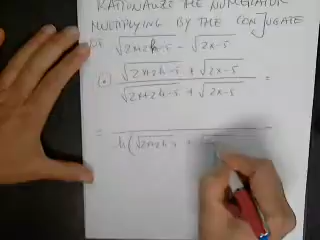 RATIONALIZE THE NUMERATOR
MULTIPLYING BY THE CONJUGATE
OF √2x+2h-5 - √2x-5
• √2x+2h-5 + √2x-5 =
√2x+2h-5 + √2x-5
=
h(√2x+2h-5 +